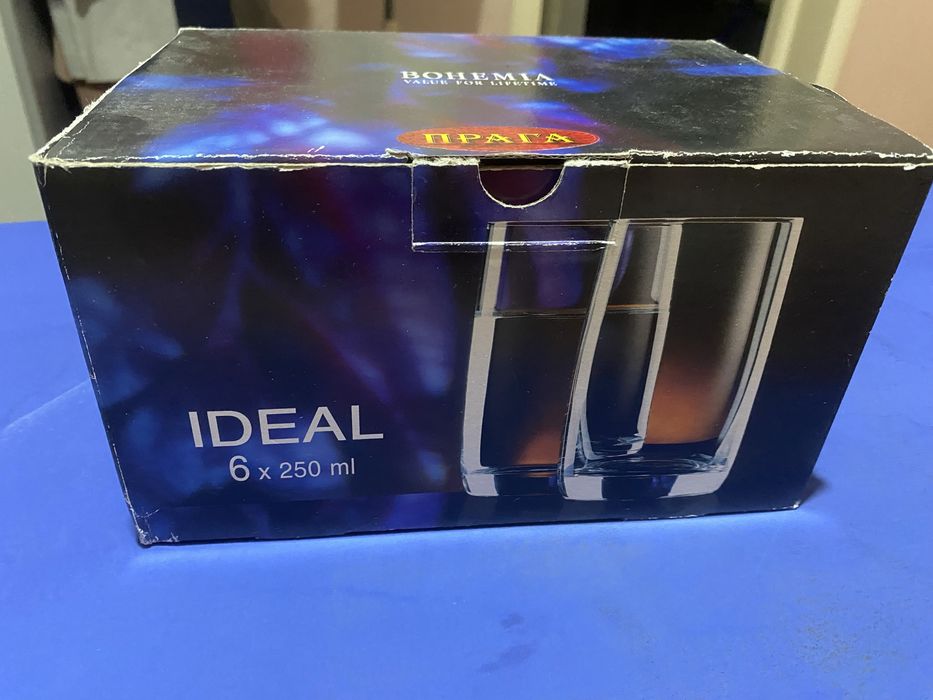 BOHEMIA
VALUE FOR LIFETIME
ПРАГА
IDEAL
6 x 250 ml